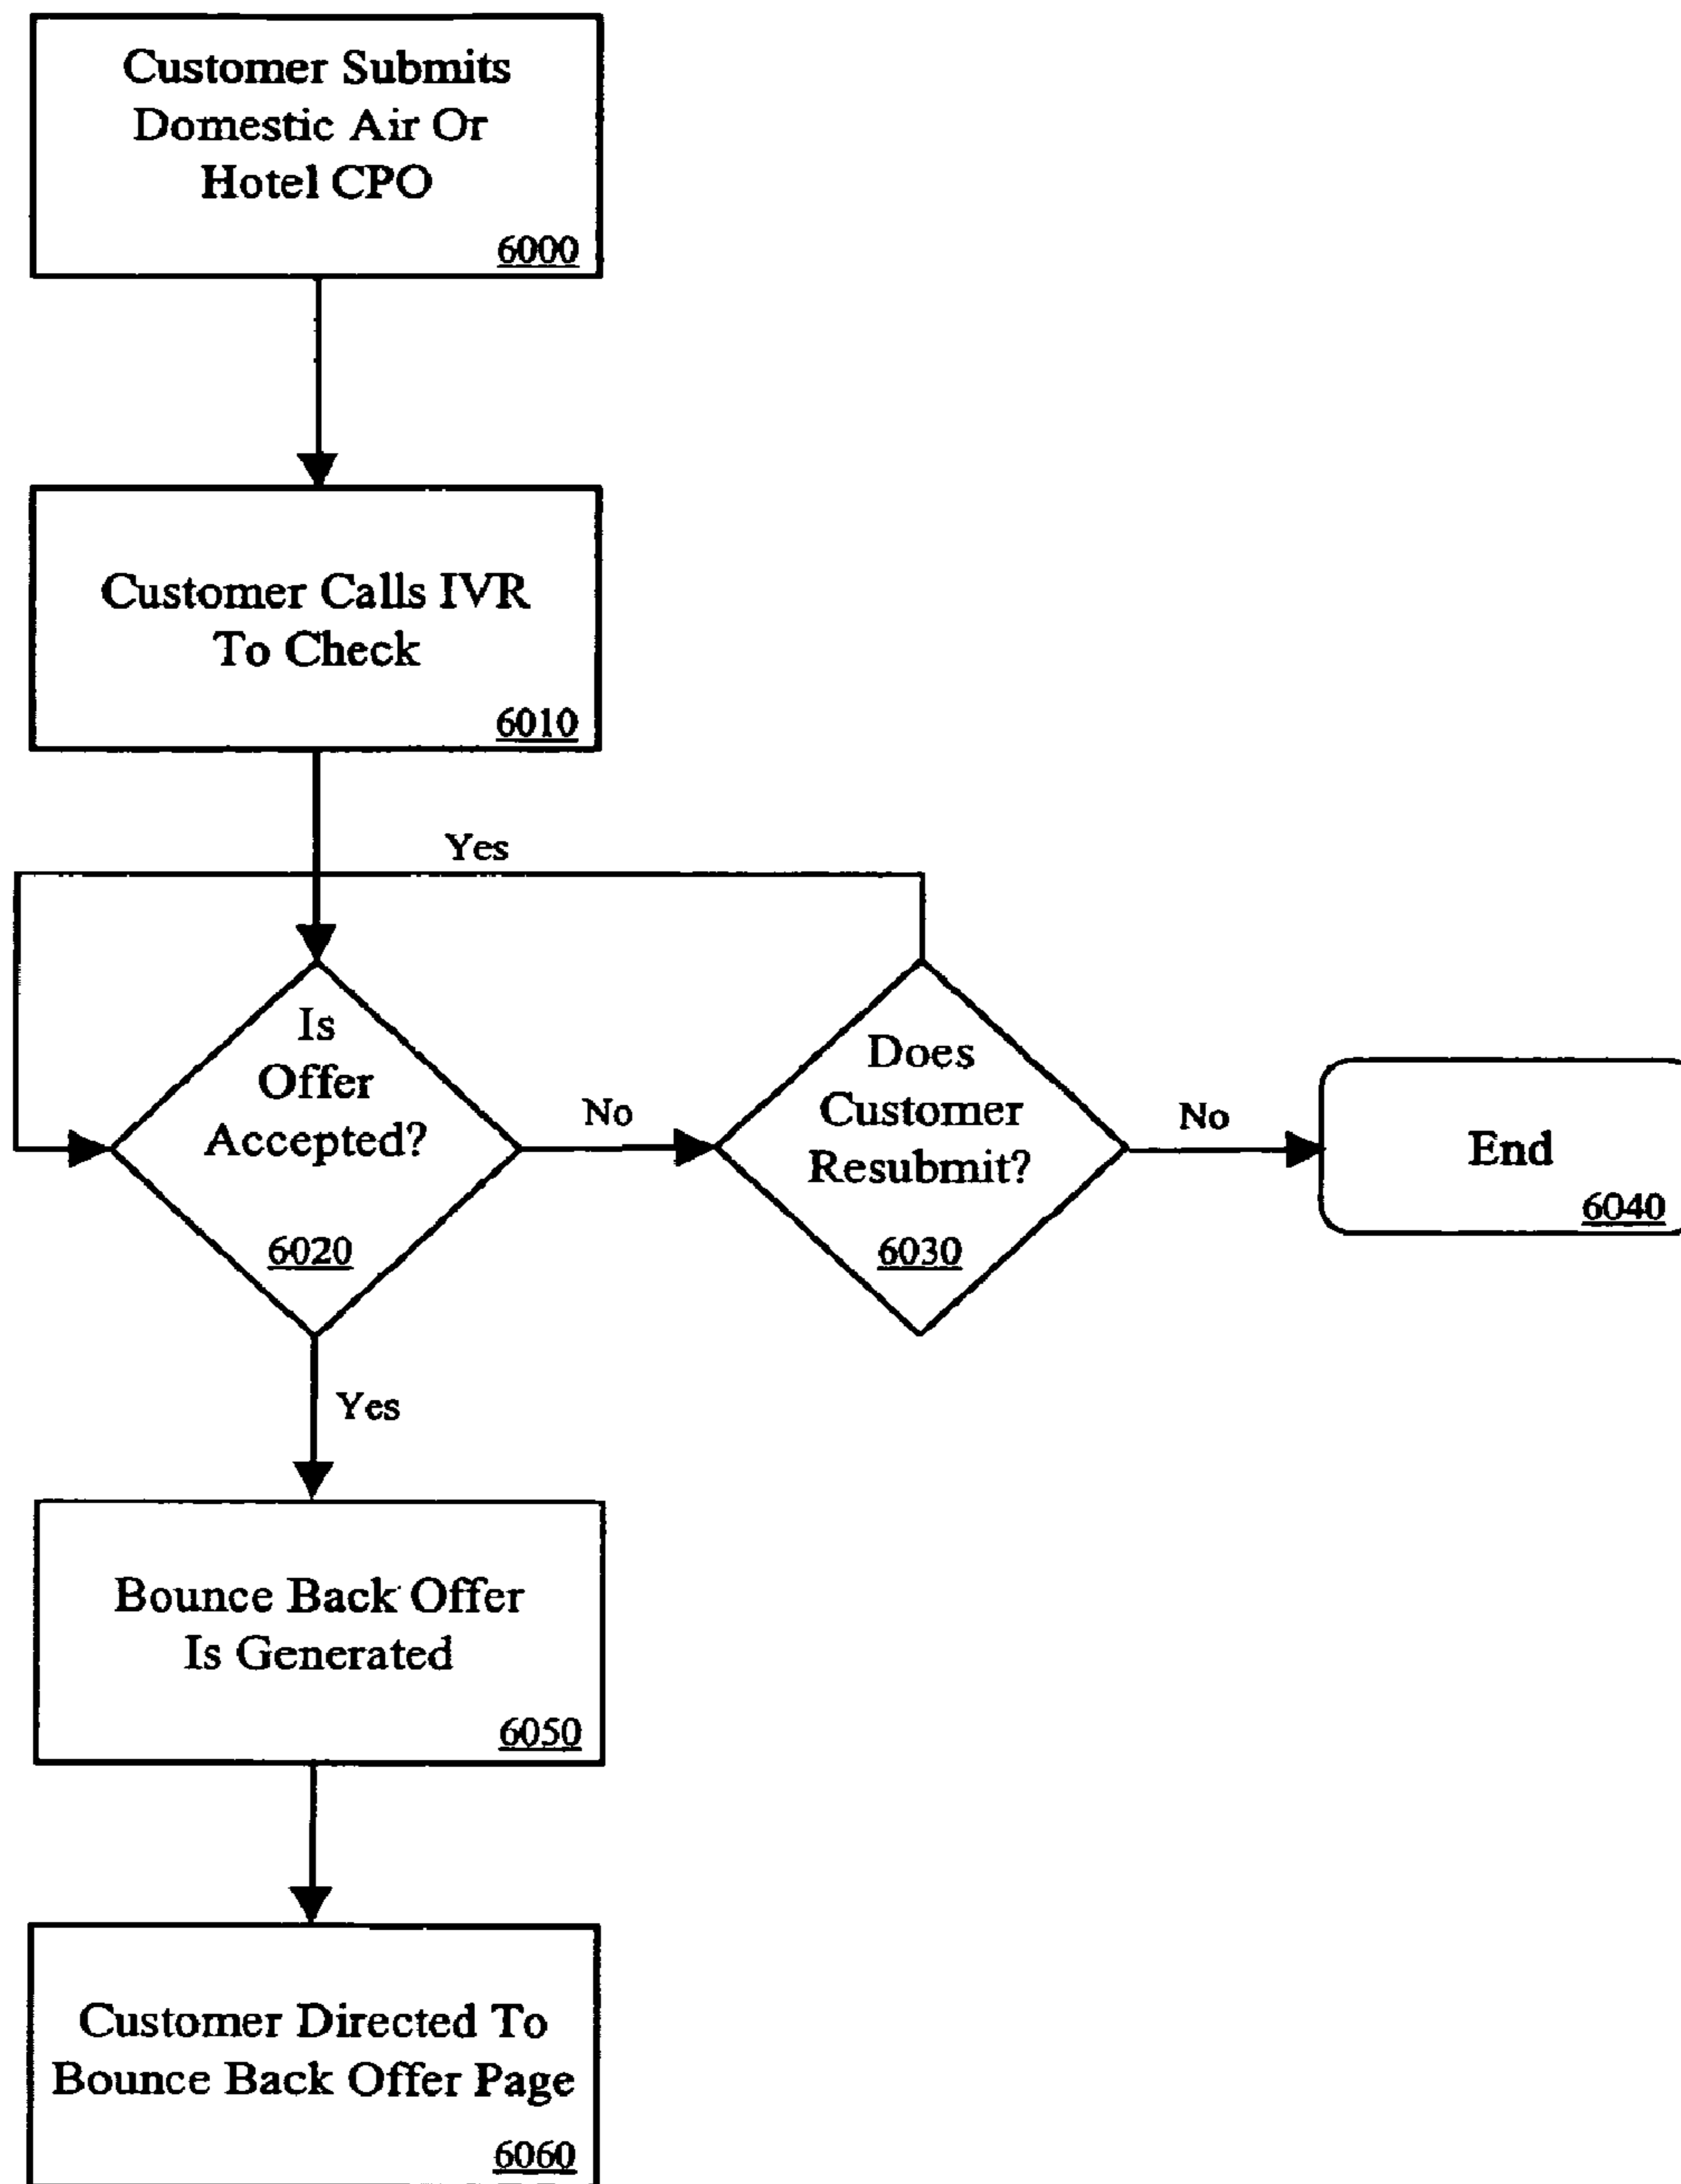 Customer Submits
Domestic Air Or
Hotel CPO
6000
Customer Calls IVR
To Check
6010
Yes
Is
Offer
Accepted?
6020
No
Does
Customer
Resubmit?
6030
No
End
6040
Yes
Bounce Back Offer
Is Generated
6050
Customer Directed To
Bounce Back Offer Page
6060